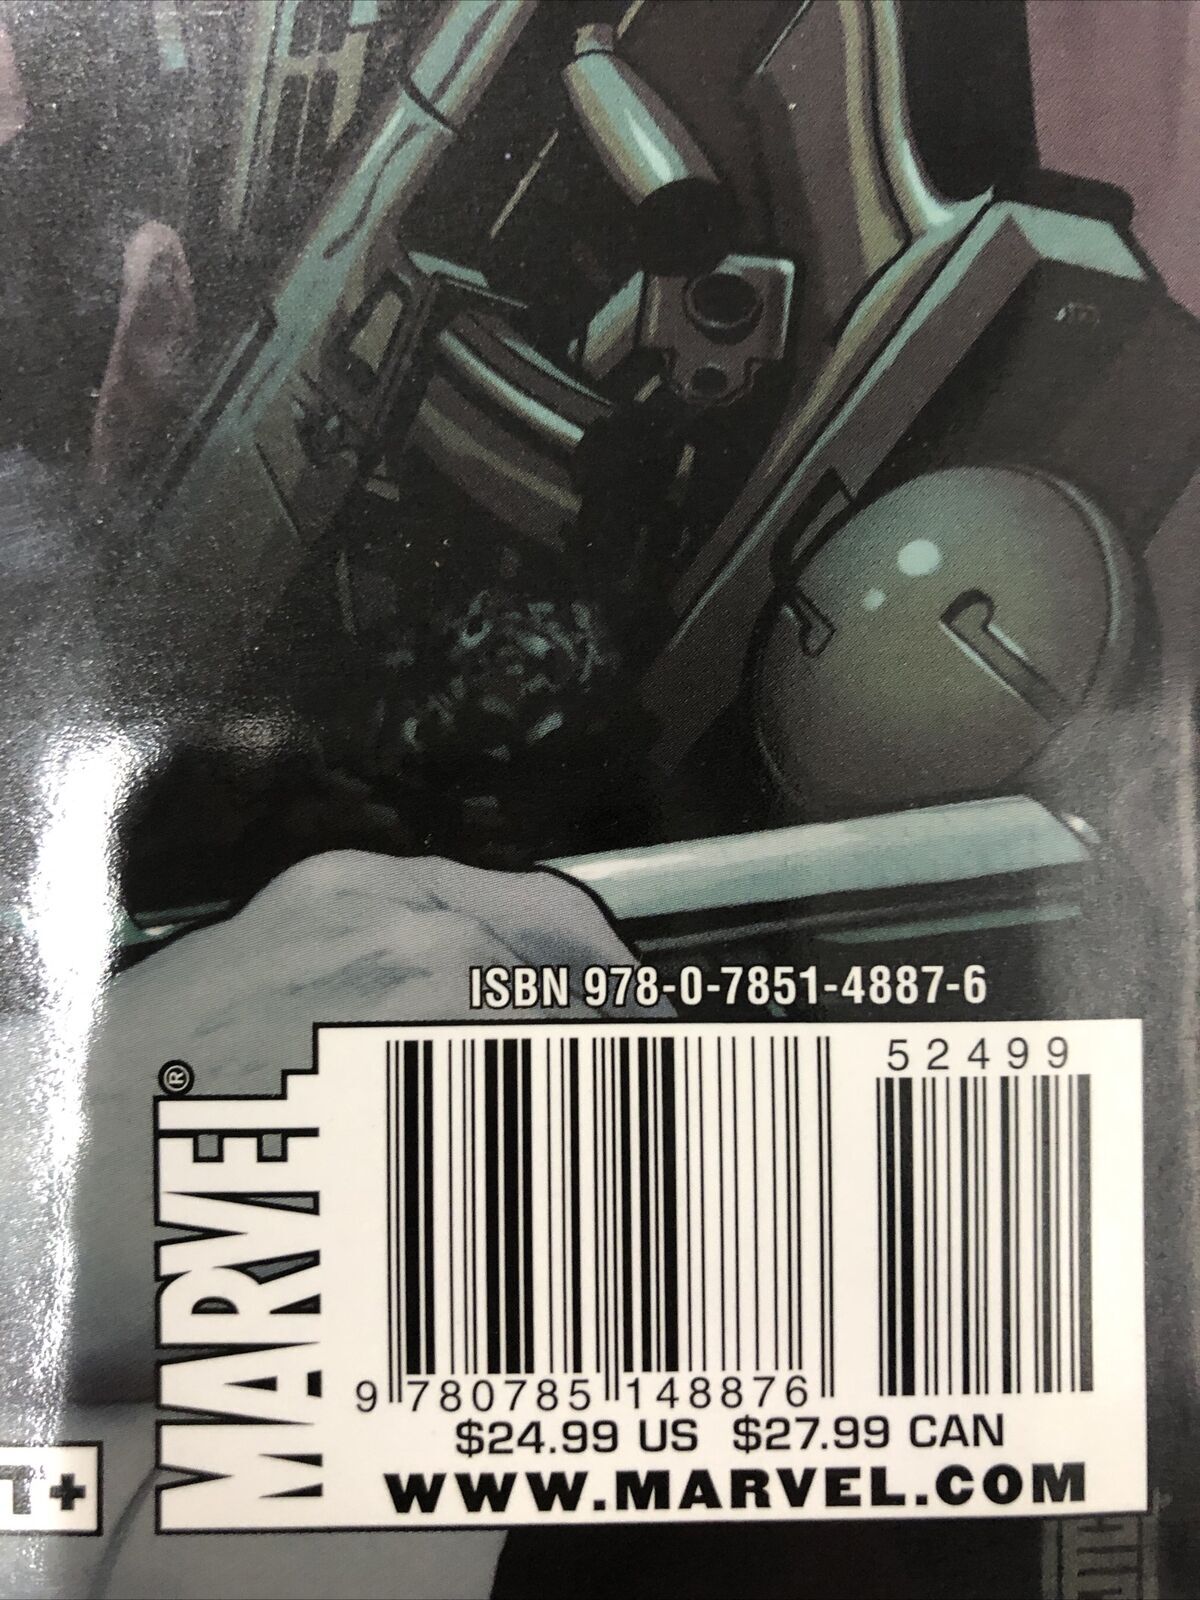 ISBN 978-0-7851-4887-6
52499
MARVEL®
9 780785 148876
$24.99 US $27.99 CAN
WWW.MARVEL.COM
T+